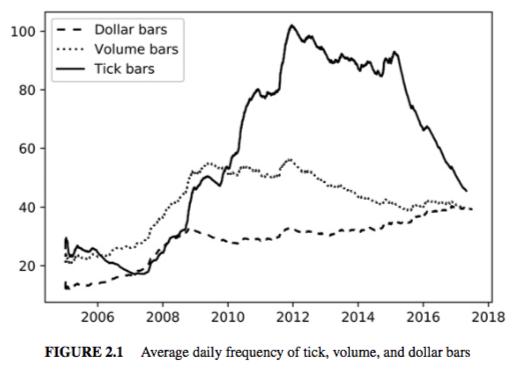 100
80
60
40
20
Dollar bars
Volume bars
Tick bars
2006 2008 2010 2012 2014 2016 2018
FIGURE 2.1 Average daily frequency of tick, volume, and dollar bars